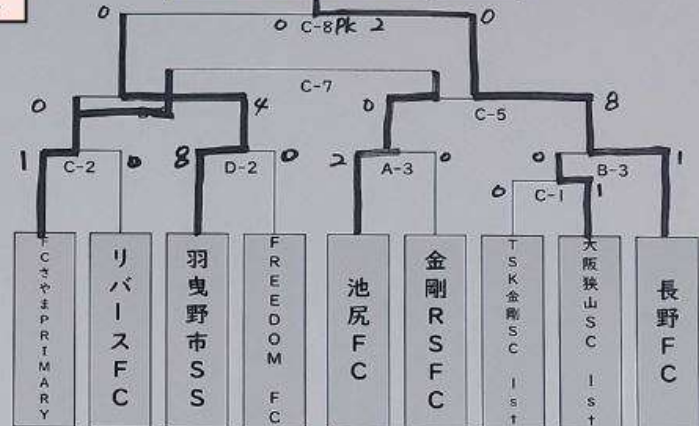 0 0
0 C-8 PK 2
C-7
0 4 0 C-5 8
1 C-2 0 8 D-2 0 2 A-3 0 0 B-3 1
0 C-1 1
FCさやまPRIMARY
リバースFC
羽曳野市SS
FREEDOM FC
池尻FC
金剛RSFC
TSK金剛SC 1st
大阪狭山SC 1st
長野FC